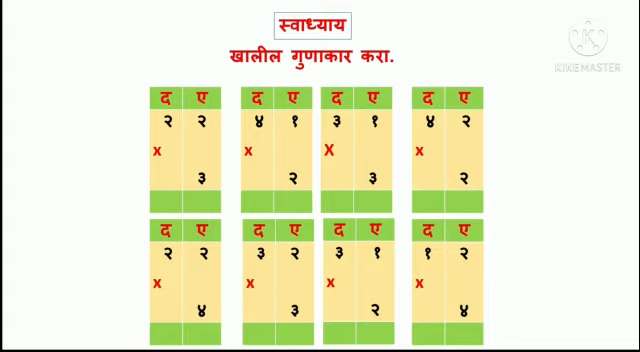 स्वाध्याय
खालील गुणाकार करा.
KINEMASTER
द ए द ए द ए द ए
२ २ ४ १ ३ १ ४ २
x x X x
३ २ ३ २
द ए द ए द ए द ए
२ २ ३ २ ३ १ १ २
x x x x
४ ३ २ ४